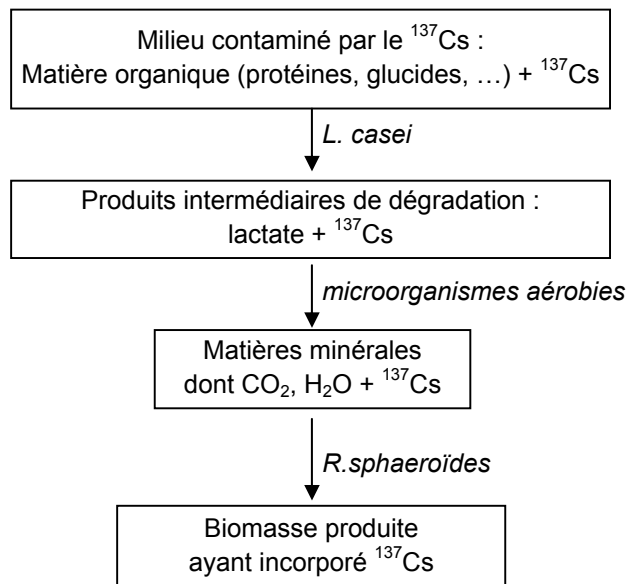 Milieu contaminé par le ¹³⁷Cs :
Matière organique (protéines, glucides, …) + ¹³⁷Cs
L. casei
Produits intermédiaires de dégradation :
lactate + ¹³⁷Cs
microorganismes aérobies
Matières minérales
dont CO₂, H₂O + ¹³⁷Cs
R.sphaeroïdes
Biomasse produite
ayant incorporé ¹³⁷Cs